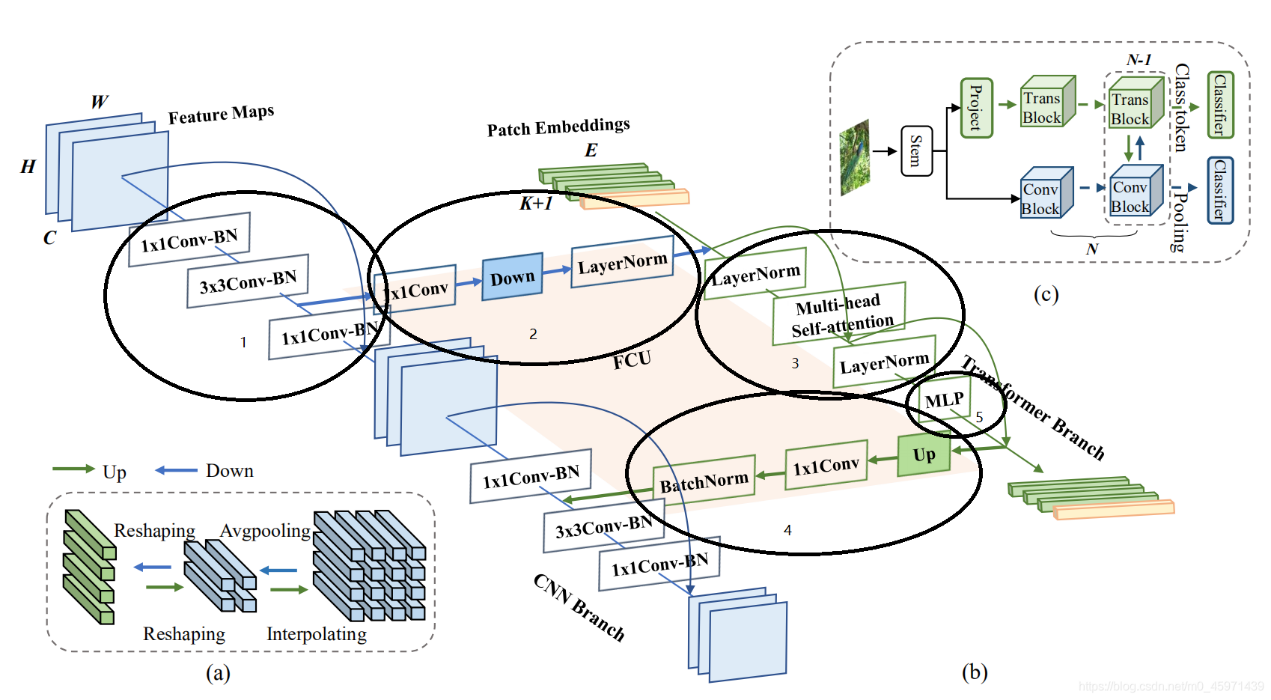 W
Feature Maps
H
C
1x1Conv-BN
3x3Conv-BN
1x1Conv-BN
1
1x1Conv
Down
LayerNorm
2
FCU
Patch Embeddings
E
K+1
LayerNorm
Multi-head
Self-attention
LayerNorm
3
MLP
5
Transformer Branch
Up
1x1Conv
BatchNorm
4
1x1Conv-BN
3x3Conv-BN
1x1Conv-BN
CNN Branch
(b)
Up
Down
Reshaping
Avgpooling
Reshaping
Interpolating
(a)
Stem
Project
Trans
Block
N-1
Trans
Block
Class token
Classifier
Conv
Block
Conv
Block
Pooling
Classifier
N
(c)
https://blog.csdn.net/m0_45971439